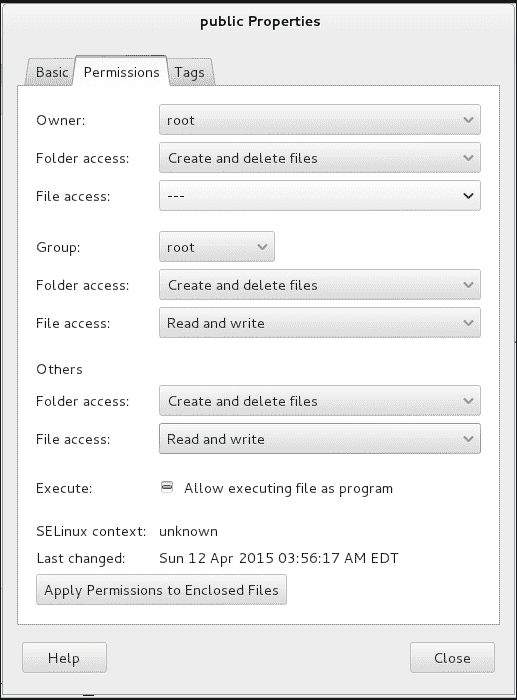 public Properties
Basic Permissions Tags
Owner: root
Folder access: Create and delete files
File access: ---
Group: root
Folder access: Create and delete files
File access: Read and write
Others
Folder access: Create and delete files
File access: Read and write
Execute: Allow executing file as program
SELinux context: unknown
Last changed: Sun 12 Apr 2015 03:56:17 AM EDT
Apply Permissions to Enclosed Files
Help Close